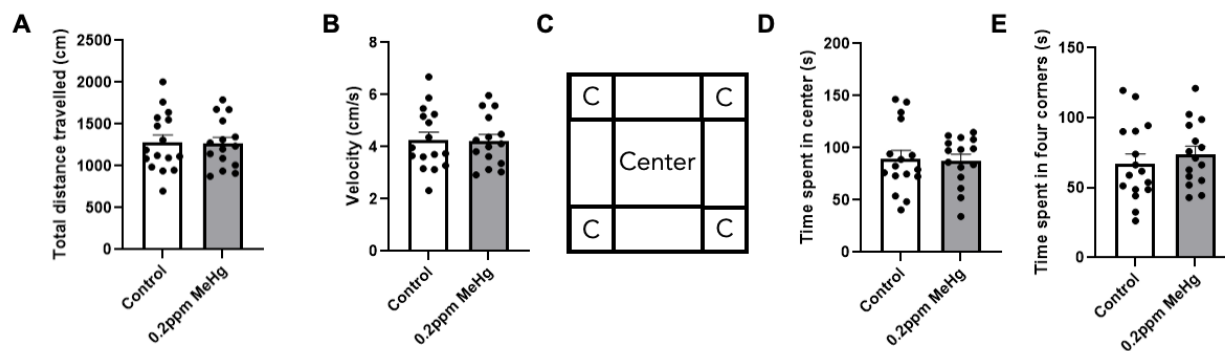 A
Total distance travelled (cm)
2500
2000
1500
1000
500
0
Control
0.2ppm MeHg
B
Velocity (cm/s)
8
6
4
2
0
Control
0.2ppm MeHg
C
C
C
Center
C
C
D
Time spent in center (s)
200
150
100
50
0
Control
0.2ppm MeHg
E
Time spent in four corners (s)
150
100
50
0
Control
0.2ppm MeHg